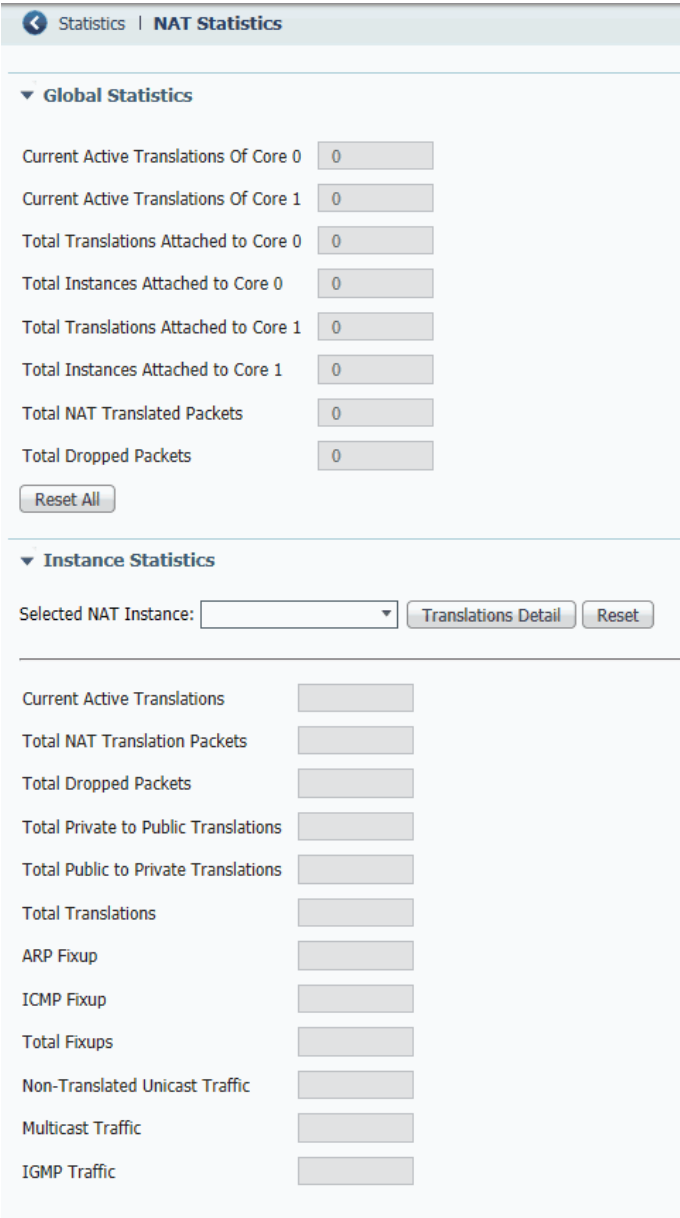 Statistics | NAT Statistics
Global Statistics
Current Active Translations Of Core 0 0
Current Active Translations Of Core 1 0
Total Translations Attached to Core 0 0
Total Instances Attached to Core 0 0
Total Translations Attached to Core 1 0
Total Instances Attached to Core 1 0
Total NAT Translated Packets 0
Total Dropped Packets 0
Reset All
Instance Statistics
Selected NAT Instance: Translations Detail Reset
Current Active Translations
Total NAT Translation Packets
Total Dropped Packets
Total Private to Public Translations
Total Public to Private Translations
Total Translations
ARP Fixup
ICMP Fixup
Total Fixups
Non-Translated Unicast Traffic
Multicast Traffic
IGMP Traffic